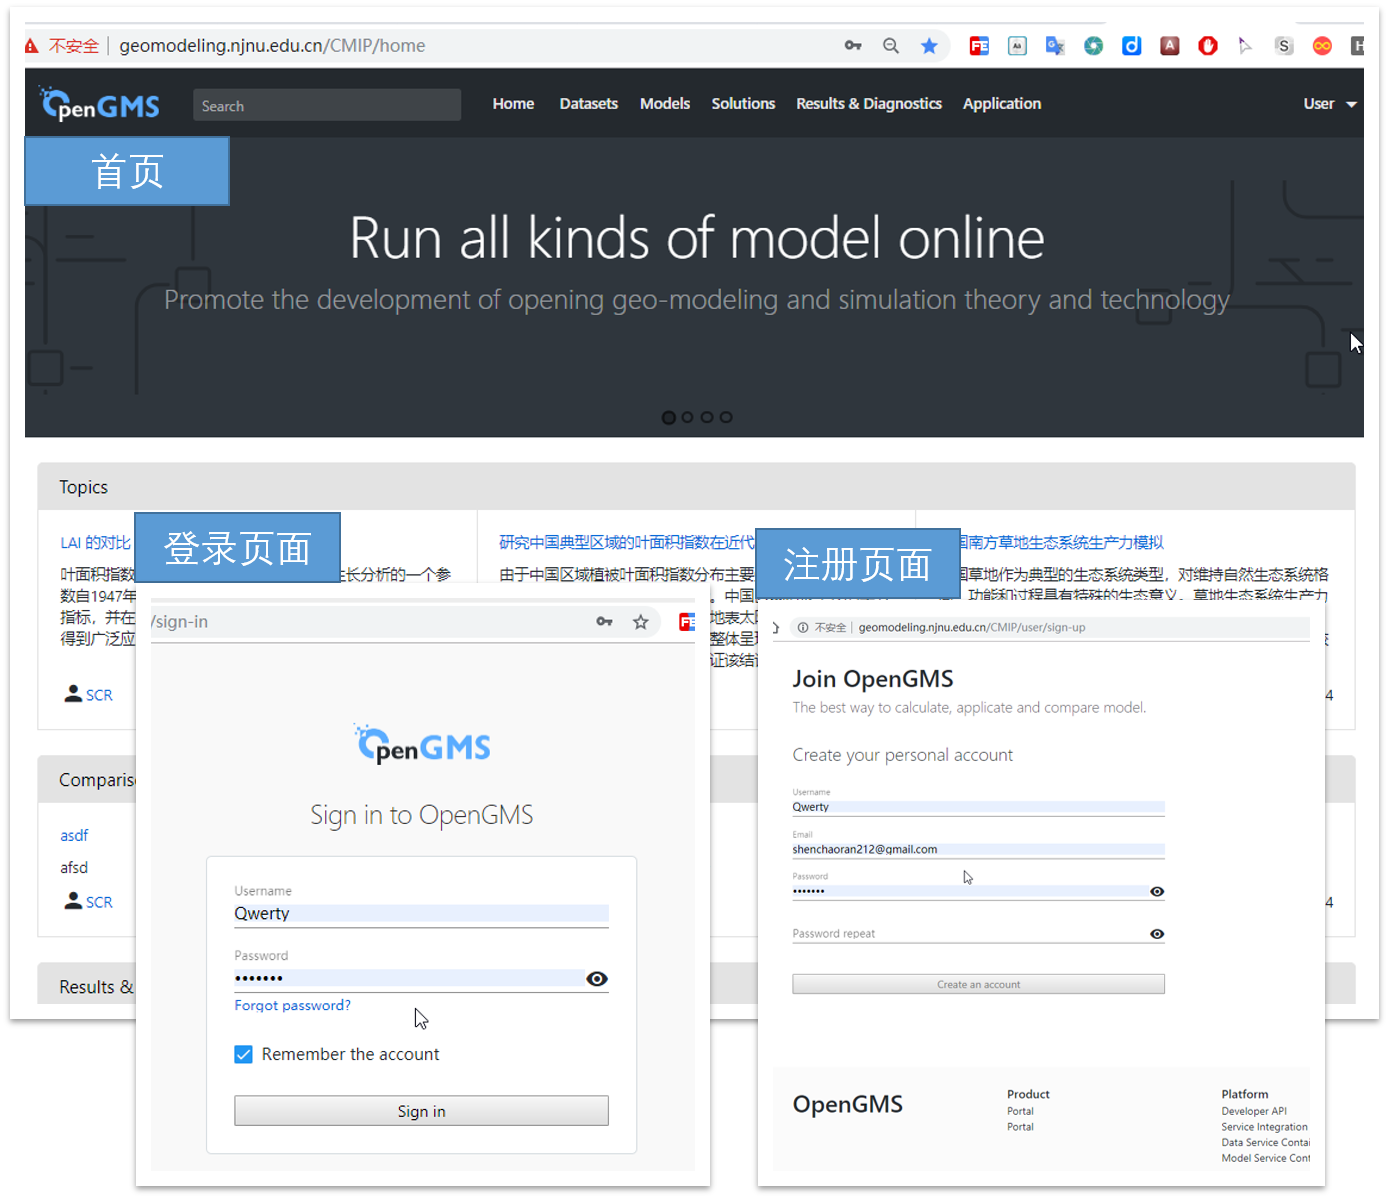 不安全 geomodeling.njnu.edu.cn/CMIP/home
OpenGMS Search Home Datasets Models Solutions Results & Diagnostics Application User
首页
Run all kinds of model online
Promote the development of opening geo-modeling and simulation theory and technology
Topics
LAI 的对比
叶面积指数
长分析的一个参
数自1947年
指标，并在
得到广泛应
SCR
研究中国典型区域的叶面积指数在近代
由于中国区域植被叶面积指数分布主要
。中国
地表太阳
整体呈现
证该结论
国南方草地生态系统生产力模拟
国草地作为典型的生态系统类型，对维持自然生态系统格
功能和过程具有特殊的生态意义。草地生态系统生产力
4
Comparis
asdf
afsd
SCR
4
Results &
登录页面
/sign-in
OpenGMS
Sign in to OpenGMS
Username
Qwerty
Password
•••••••
Forgot password?
Remember the account
Sign in
注册页面
不安全 geomodeling.njnu.edu.cn/CMIP/user/sign-up
Join OpenGMS
The best way to calculate, applicate and compare model.
Create your personal account
Username
Qwerty
Email
shenchaoran212@gmail.com
Password
•••••••
Password repeat
Create an account
OpenGMS
Product
Portal
Portal
Platform
Developer API
Service Integration
Data Service Contai
Model Service Cont